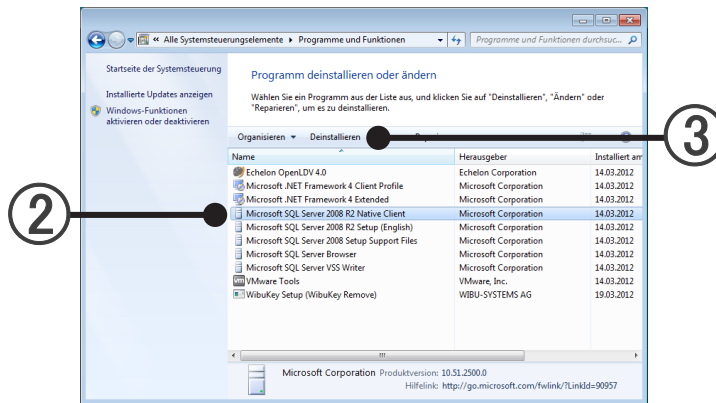 « Alle Systemsteuerungselemente ▸ Programme und Funktionen
Programme und Funktionen durchsuc...
Startseite der Systemsteuerung
Installierte Updates anzeigen
Windows-Funktionen
aktivieren oder deaktivieren
Programm deinstallieren oder ändern
Wählen Sie ein Programm aus der Liste aus, und klicken Sie auf "Deinstallieren", "Ändern" oder
"Reparieren", um es zu deinstallieren.
Organisieren Deinstallieren
3
Name Herausgeber Installiert am
Echelon OpenLDV 4.0 Echelon Corporation 14.03.2012
Microsoft .NET Framework 4 Client Profile Microsoft Corporation 14.03.2012
Microsoft .NET Framework 4 Extended Microsoft Corporation 14.03.2012
2
Microsoft SQL Server 2008 R2 Native Client Microsoft Corporation 14.03.2012
Microsoft SQL Server 2008 R2 Setup (English) Microsoft Corporation 14.03.2012
Microsoft SQL Server 2008 Setup Support Files Microsoft Corporation 14.03.2012
Microsoft SQL Server Browser Microsoft Corporation 14.03.2012
Microsoft SQL Server VSS Writer Microsoft Corporation 14.03.2012
vm VMware Tools VMware, Inc. 14.03.2012
WibuKey Setup (WibuKey Remove) WIBU-SYSTEMS AG 19.03.2012
Microsoft Corporation Produktversion: 10.51.2500.0
Hilfelink: http://go.microsoft.com/fwlink/?LinkId=90957